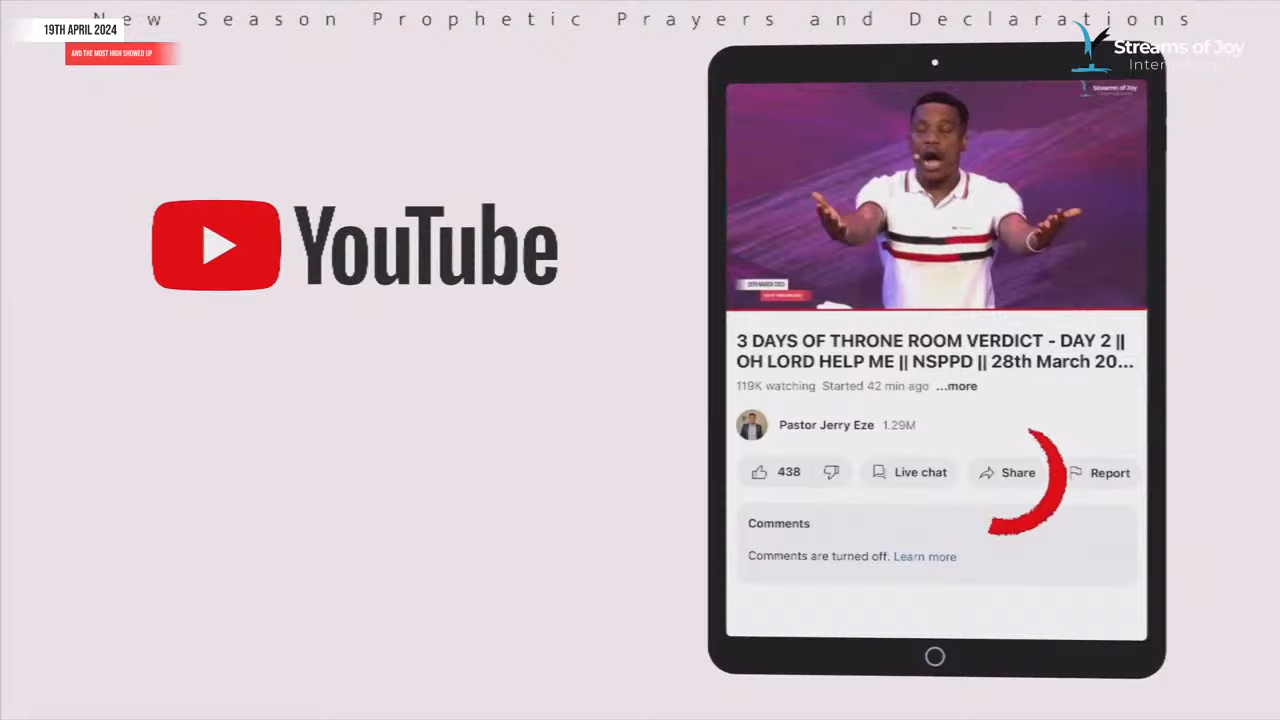 New Season Prophetic Prayers and Declarations
19TH APRIL 2024
AND THE MOST HIGH SHOWED UP
Streams of Joy
YouTube
Streams of Joy
3 DAYS OF THRONE ROOM VERDICT - DAY 2 ||
OH LORD HELP ME || NSPPD || 28th March 20...
119K watching Started 42 min ago ...more
Pastor Jerry Eze 1.29M
438 Live chat Share Report
Comments
Comments are turned off. Learn more